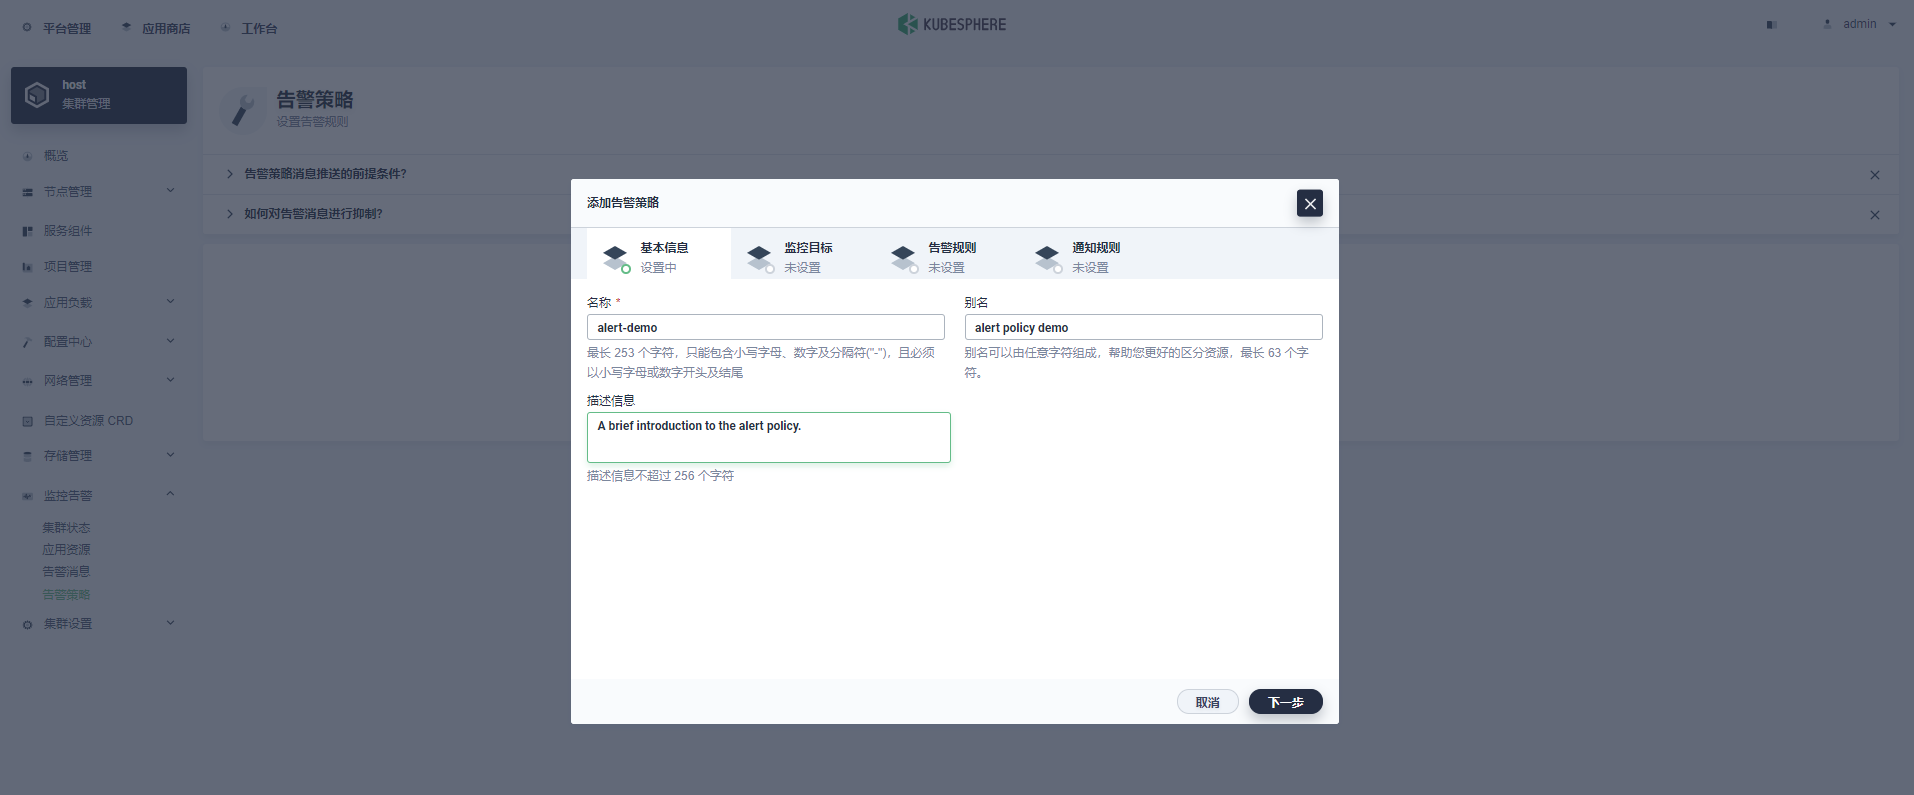 平台管理
应用商店
工作台
KUBESPHERE
admin
host
集群管理
概览
节点管理
服务组件
项目管理
应用负载
配置中心
网络管理
自定义资源 CRD
存储管理
监控告警
集群状态
应用资源
告警消息
告警策略
集群设置
告警策略
设置告警规则
告警策略消息推送的前提条件?
如何对告警消息进行抑制?
添加告警策略
基本信息
设置中
监控目标
未设置
告警规则
未设置
通知规则
未设置
名称 *
alert-demo
最长 253 个字符，只能包含小写字母、数字及分隔符("-")，且必须
以小写字母或数字开头及结尾
别名
alert policy demo
别名可以由任意字符组成，帮助您更好的区分资源，最长 63 个字
符。
描述信息
A brief introduction to the alert policy.
描述信息不超过 256 个字符
取消
下一步